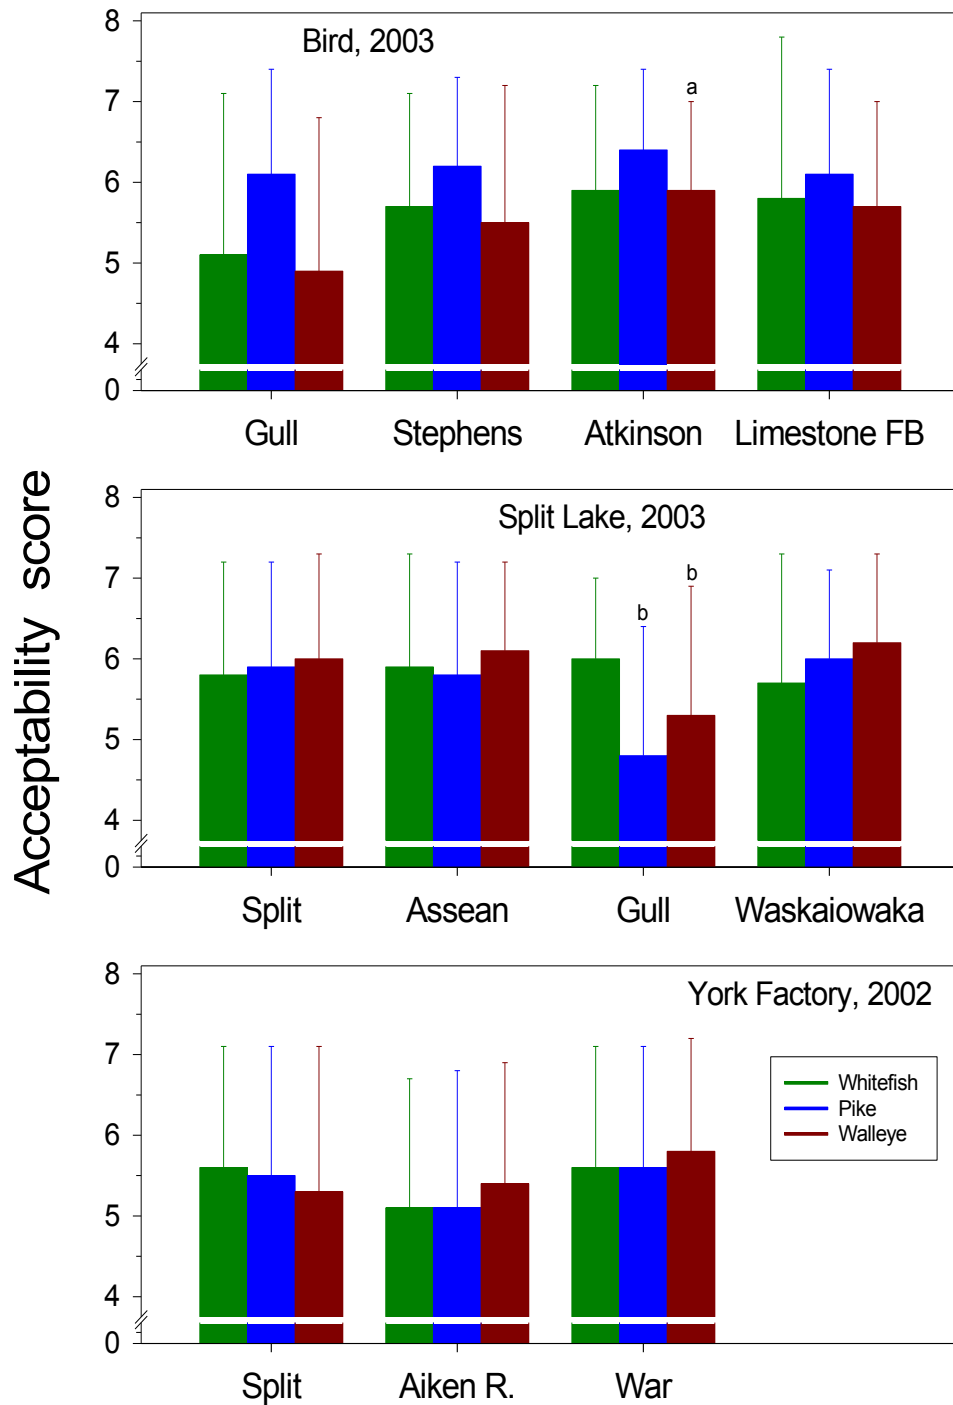 Acceptability score
Bird, 2003
8
7
6
5
4
0
a
Gull Stephens Atkinson Limestone FB
Split Lake, 2003
8
7
6
5
4
0
b b
Split Assean Gull Waskaiowaka
York Factory, 2002
8
7
6
5
4
0
Whitefish
Pike
Walleye
Split Aiken R. War